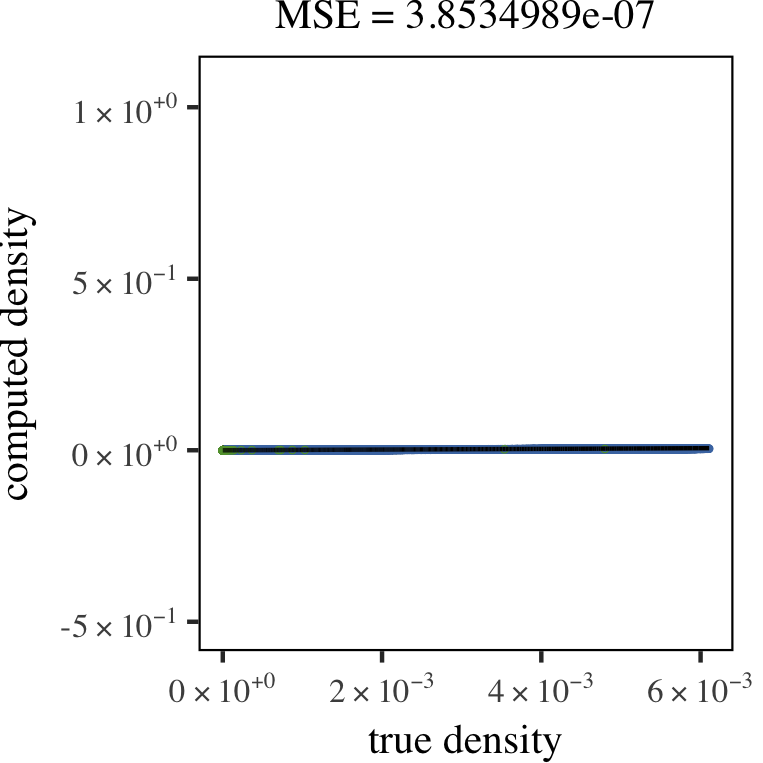 MSE = 3.8534989e-07
computed density
1 × 10⁺⁰
5 × 10⁻¹
0 × 10⁺⁰
-5 × 10⁻¹
0 × 10⁺⁰ 2 × 10⁻³ 4 × 10⁻³ 6 × 10⁻³
true density